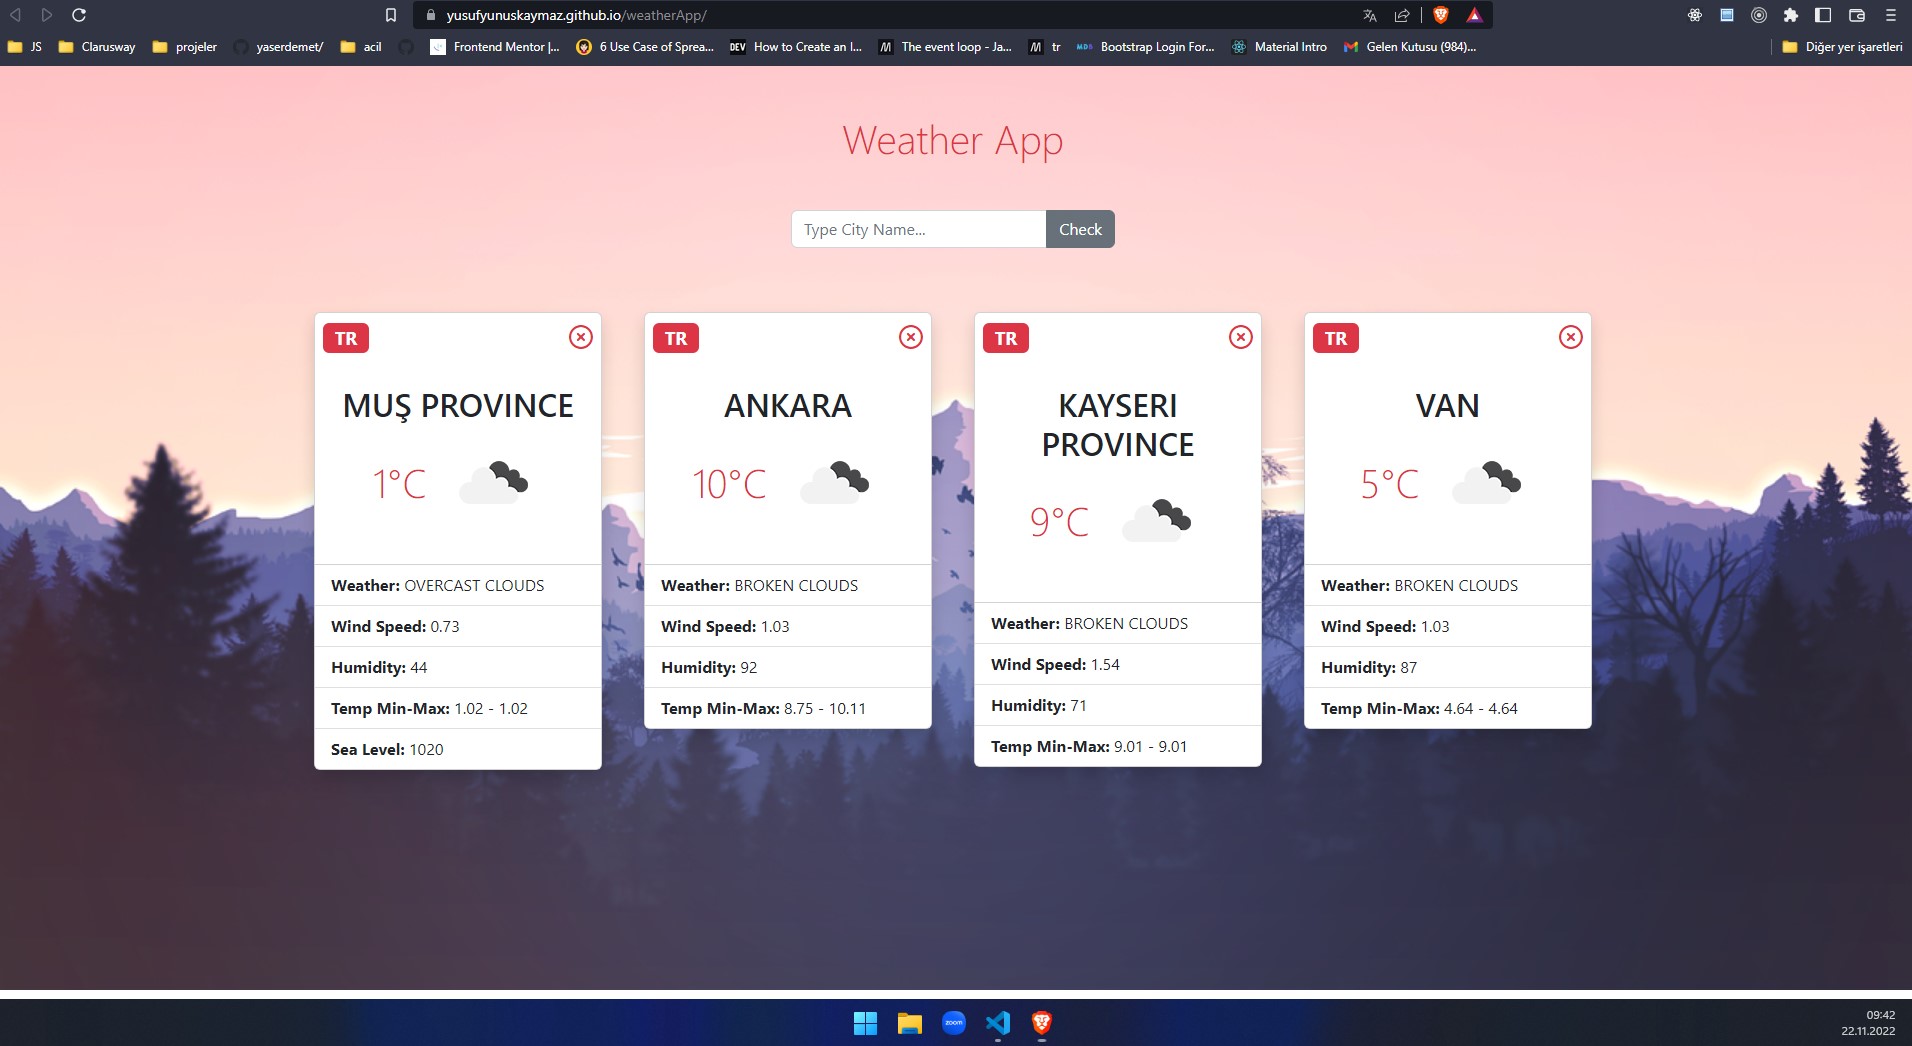 yusufyunuskaymaz.github.io/weatherApp/
JS
Clarusway
projeler
yaserdemet/
acil
Frontend Mentor |...
6 Use Case of Sprea...
DEV
How to Create an I...
The event loop - Ja...
tr
MDB
Bootstrap Login For...
Material Intro
Gelen Kutusu (984)...
Diğer yer işaretleri
Weather App
Type City Name...
Check
TR
MUŞ PROVINCE
1°C
Weather: OVERCAST CLOUDS
Wind Speed: 0.73
Humidity: 44
Temp Min-Max: 1.02 - 1.02
Sea Level: 1020
TR
ANKARA
10°C
Weather: BROKEN CLOUDS
Wind Speed: 1.03
Humidity: 92
Temp Min-Max: 8.75 - 10.11
TR
KAYSERI
PROVINCE
9°C
Weather: BROKEN CLOUDS
Wind Speed: 1.54
Humidity: 71
Temp Min-Max: 9.01 - 9.01
TR
VAN
5°C
Weather: BROKEN CLOUDS
Wind Speed: 1.03
Humidity: 87
Temp Min-Max: 4.64 - 4.64
zoom
09:42
22.11.2022